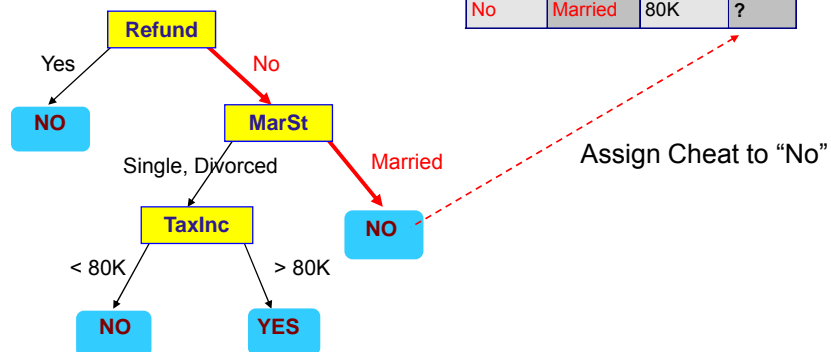 No Married 80K ?
Refund
Yes No
NO
MarSt
Single, Divorced Married
Assign Cheat to “No”
TaxInc
NO
< 80K > 80K
NO YES